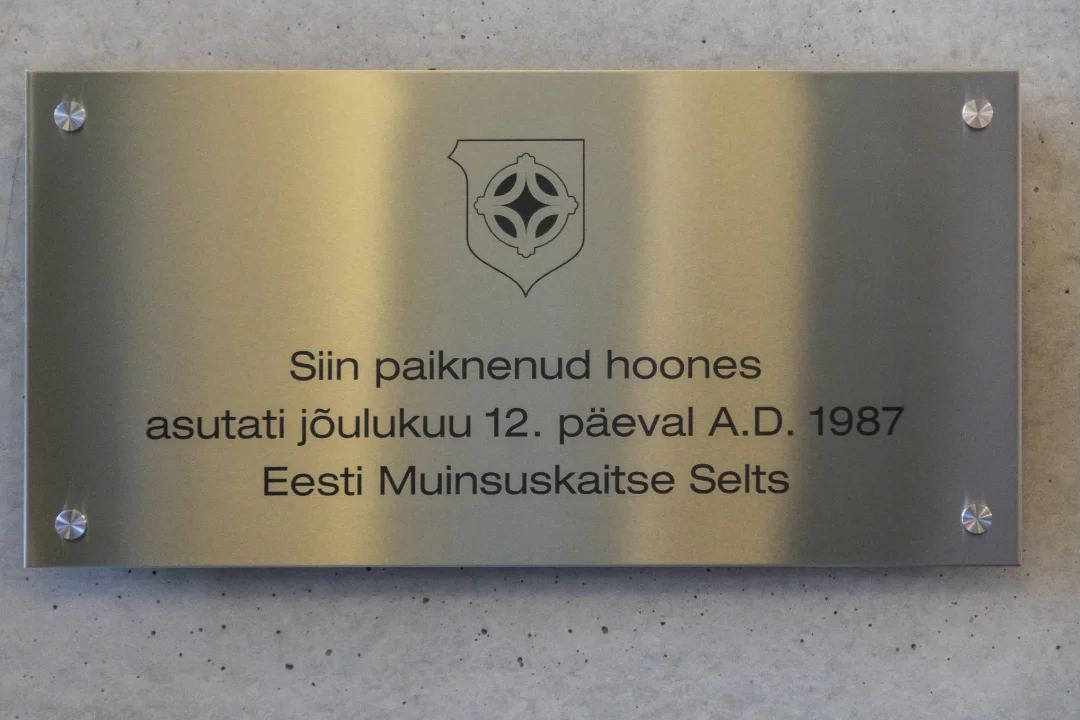 Siin paiknenud hoones
asutati jõulukuu 12. päeval A.D. 1987
Eesti Muinsuskaitse Selts